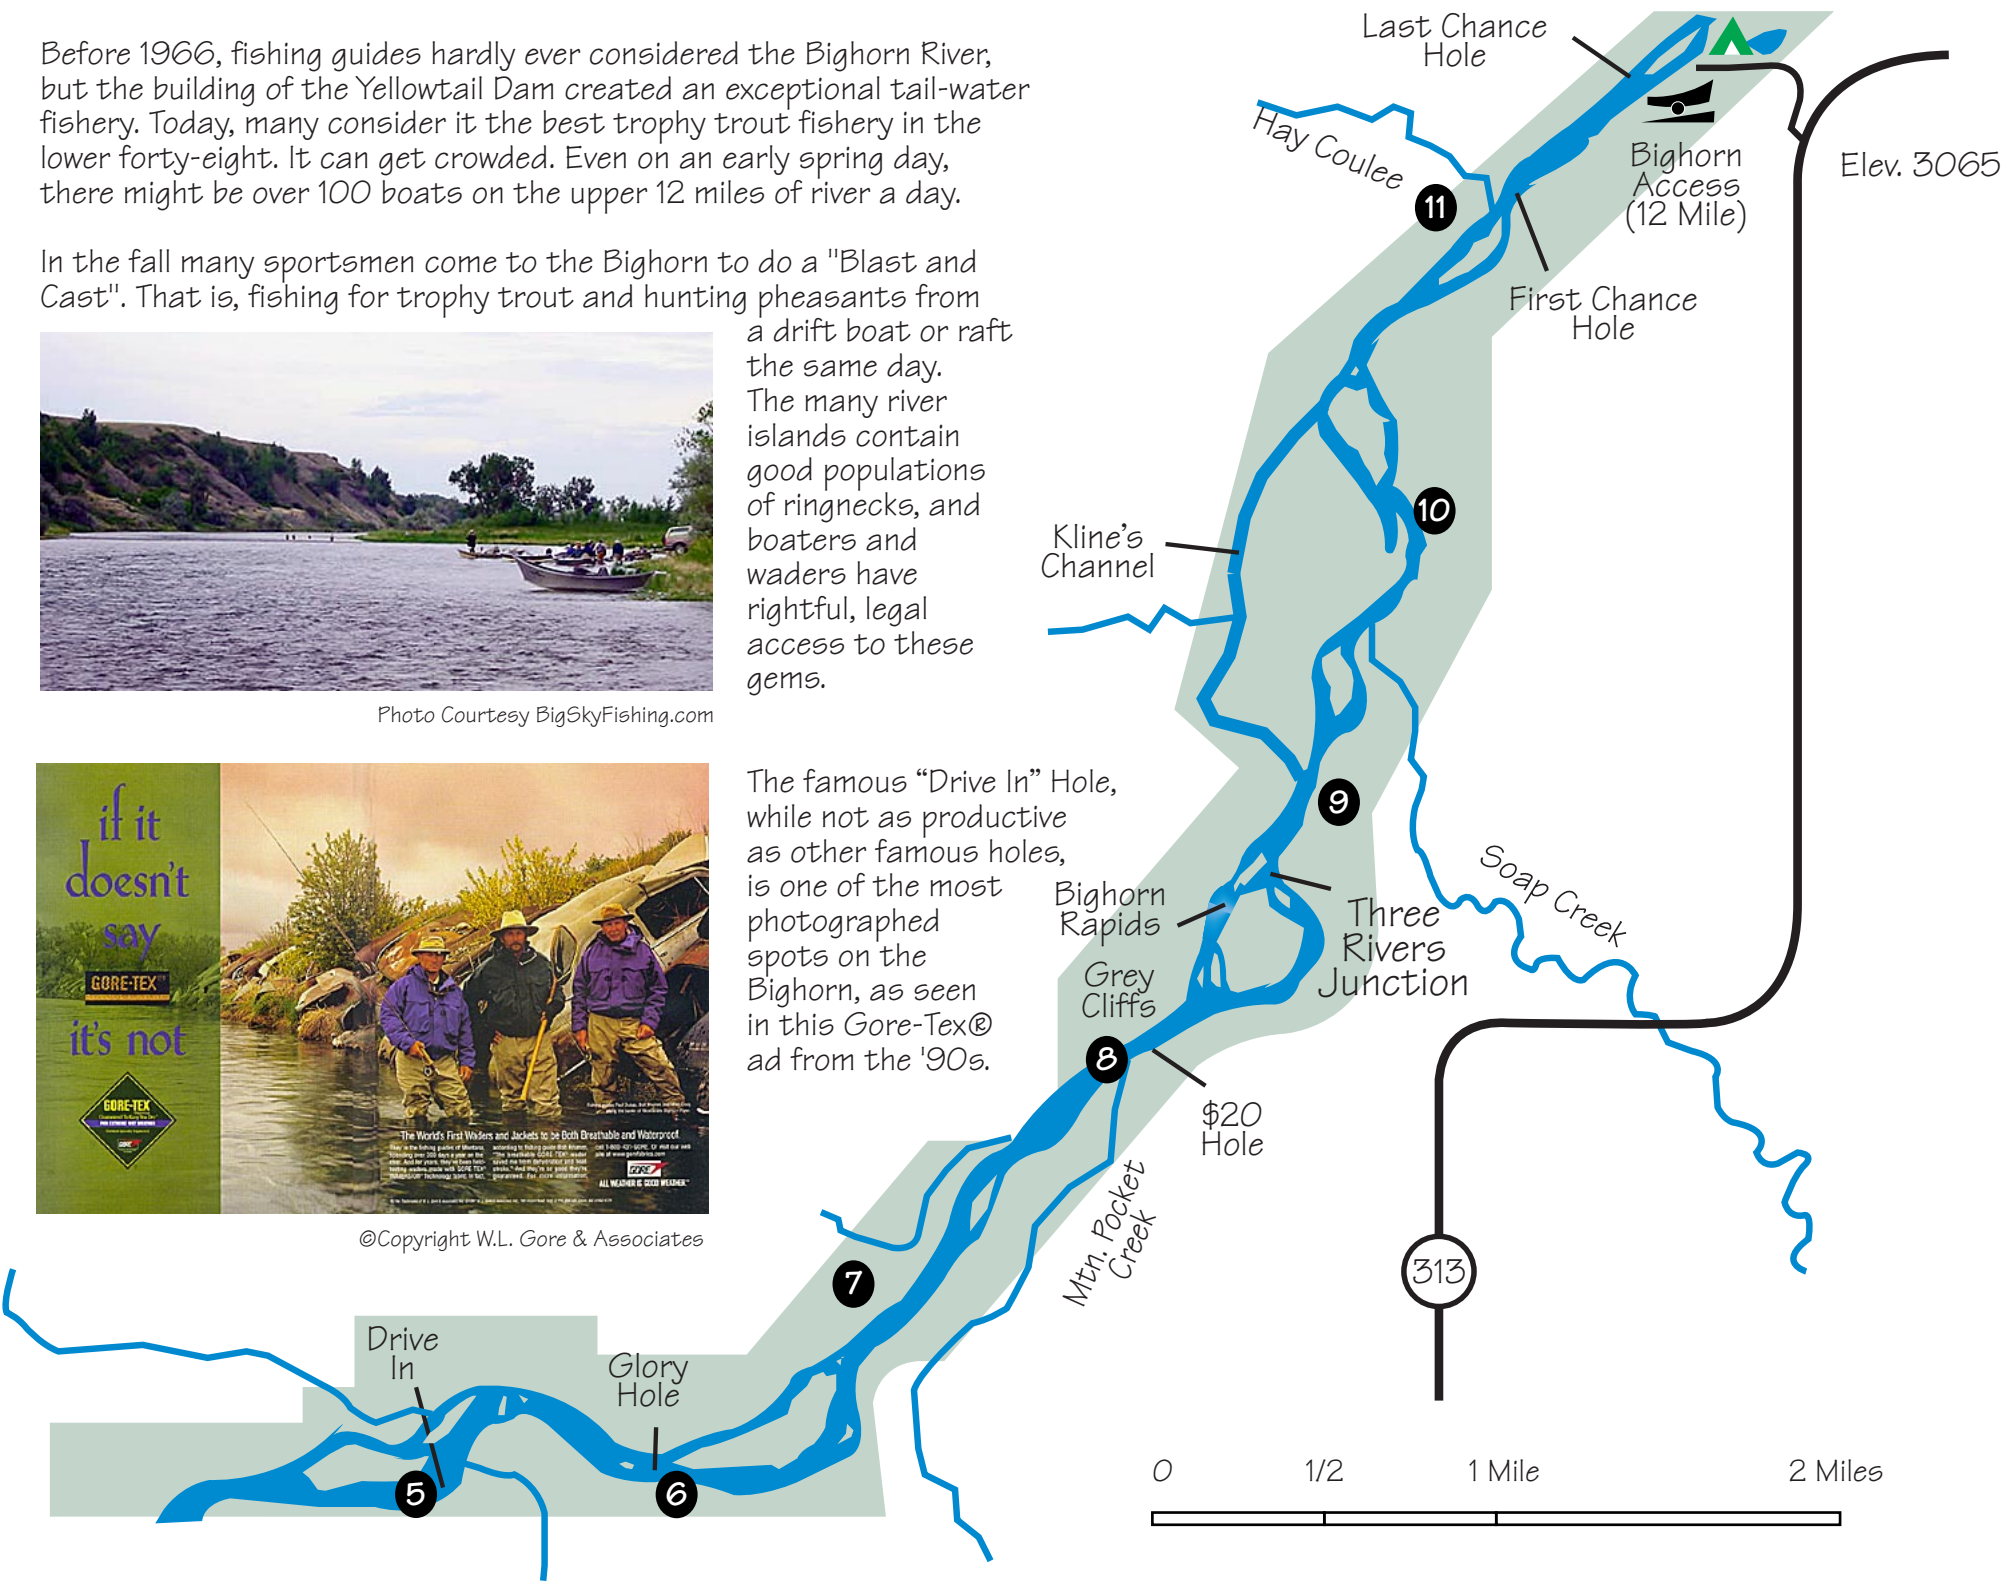 Before 1966, fishing guides hardly ever considered the Bighorn River,
but the building of the Yellowtail Dam created an exceptional tail-water
fishery. Today, many consider it the best trophy trout fishery in the
lower forty-eight. It can get crowded. Even on an early spring day,
there might be over 100 boats on the upper 12 miles of river a day.
In the fall many sportsmen come to the Bighorn to do a "Blast and
Cast". That is, fishing for trophy trout and hunting pheasants from
a drift boat or raft
the same day.
The many river
islands contain
good populations
of ringnecks, and
boaters and
waders have
rightful, legal
access to these
gems.
Photo Courtesy BigSkyFishing.com
The famous “Drive In” Hole,
while not as productive
as other famous holes,
is one of the most
photographed
spots on the
Bighorn, as seen
in this Gore-Tex®
ad from the '90s.
if it
doesn't
say
GORE-TEX
it's not
GORE-TEX
GORE
The World's First Waders and Jackets to be Both Breathable and Waterproof.
GORE
ALL WEATHER IS GOOD WEATHER.™
©Copyright W.L. Gore & Associates
Last Chance
Hole
Hay Coulee
11
Bighorn
Access
(12 Mile)
Elev. 3065
First Chance
Hole
10
Kline’s
Channel
9
Soap Creek
Bighorn
Rapids
Three
Rivers
Junction
Grey
Cliffs
8
$20
Hole
Mtn. Pocket
Creek
7
313
Drive
In
Glory
Hole
5
6
0
1/2
1 Mile
2 Miles